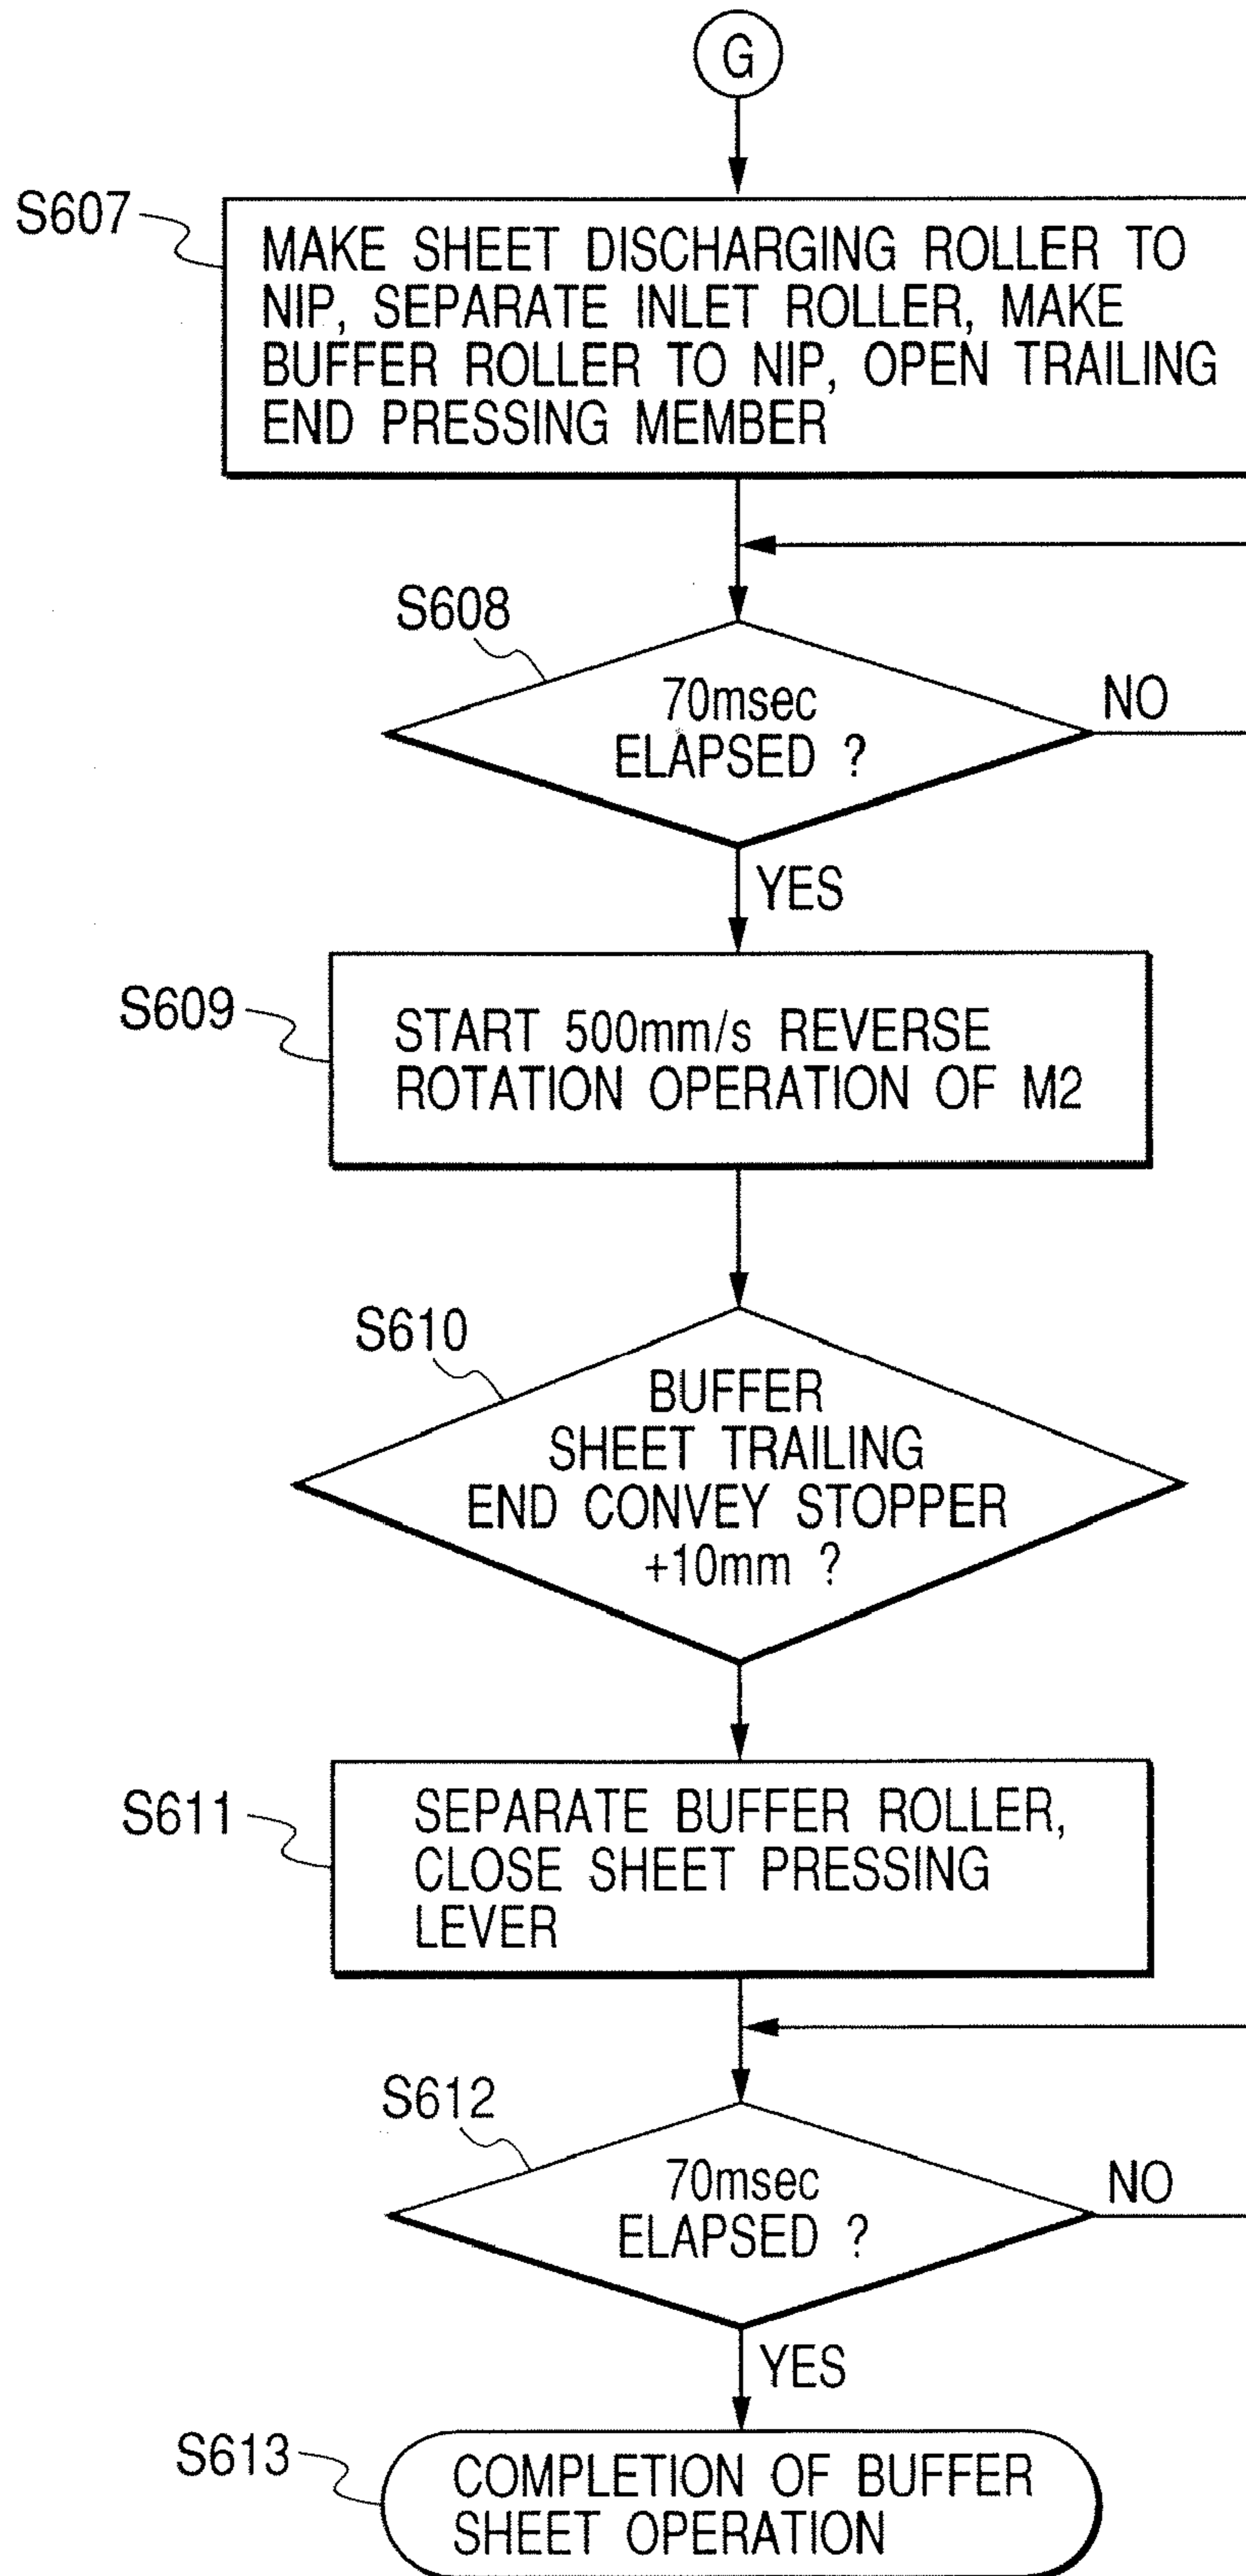 G
S607
MAKE SHEET DISCHARGING ROLLER TO
NIP, SEPARATE INLET ROLLER, MAKE
BUFFER ROLLER TO NIP, OPEN TRAILING
END PRESSING MEMBER
S608
70msec
ELAPSED ?
NO
YES
S609
START 500mm/s REVERSE
ROTATION OPERATION OF M2
S610
BUFFER
SHEET TRAILING
END CONVEY STOPPER
+10mm ?
S611
SEPARATE BUFFER ROLLER,
CLOSE SHEET PRESSING
LEVER
S612
70msec
ELAPSED ?
NO
YES
S613
COMPLETION OF BUFFER
SHEET OPERATION